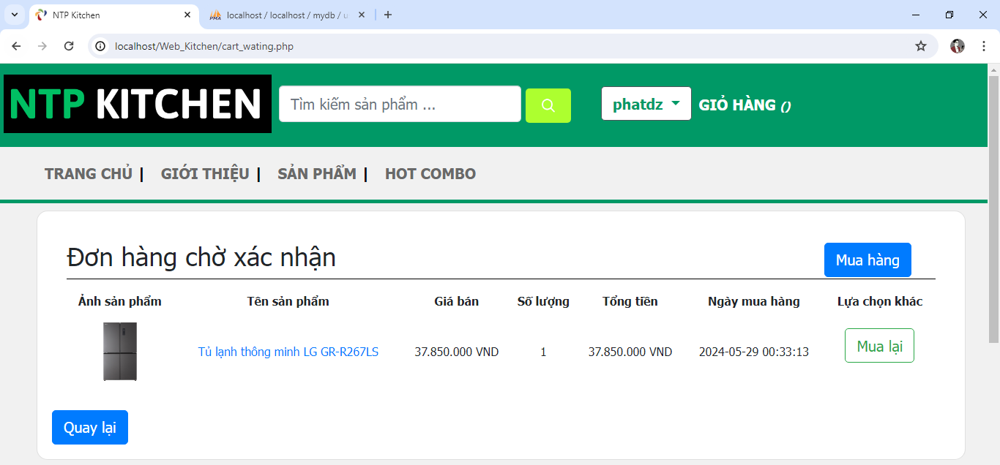 NTP Kitchen
localhost / localhost / mydb / u
localhost/Web_Kitchen/cart_wating.php
NTP KITCHEN
Tìm kiếm sản phẩm ...
phatdz
GIỎ HÀNG ()
TRANG CHỦ | GIỚI THIỆU | SẢN PHẨM | HOT COMBO
Đơn hàng chờ xác nhận
Mua hàng
Ảnh sản phẩm Tên sản phẩm Giá bán Số lượng Tổng tiền Ngày mua hàng Lựa chọn khác
Tủ lạnh thông minh LG GR-R267LS 37.850.000 VND 1 37.850.000 VND 2024-05-29 00:33:13 Mua lại
Quay lại